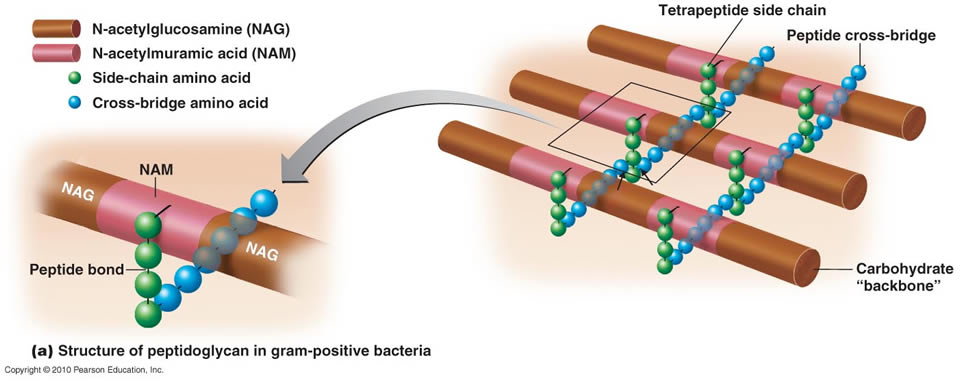 N-acetylglucosamine (NAG)
N-acetylmuramic acid (NAM)
Side-chain amino acid
Cross-bridge amino acid
Tetrapeptide side chain
Peptide cross-bridge
NAM
NAG
NAG
Peptide bond
Carbohydrate
“backbone”
(a) Structure of peptidoglycan in gram-positive bacteria
Copyright © 2010 Pearson Education, Inc.